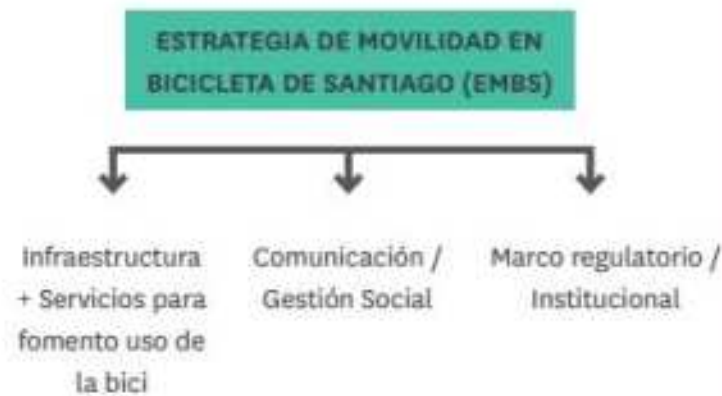 ESTRATEGIA DE MOVILIDAD EN
BICICLETA DE SANTIAGO (EMBS)
Infraestructura
+ Servicios para
fomento uso de
la bici
Comunicación /
Gestión Social
Marco regulatorio /
Institucional